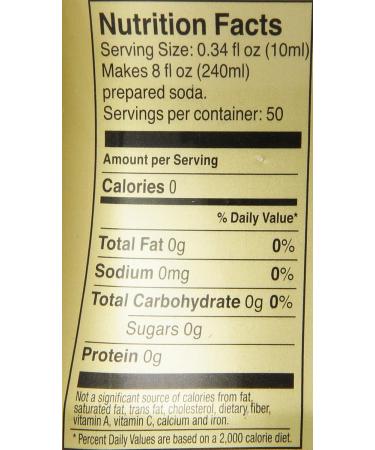 Nutrition Facts
Serving Size: 0.34 fl oz (10ml)
Makes 8 fl oz (240ml)
prepared soda.
Servings per container: 50
Amount per Serving
Calories 0
% Daily Value*
Total Fat 0g 0%
Sodium 0mg 0%
Total Carbohydrate 0g 0%
Sugars 0g
Protein 0g
Not a significant source of calories from fat,
saturated fat, trans fat, cholesterol, dietary fiber,
vitamin A, vitamin C, calcium and iron.
* Percent Daily Values are based on a 2,000 calorie diet.